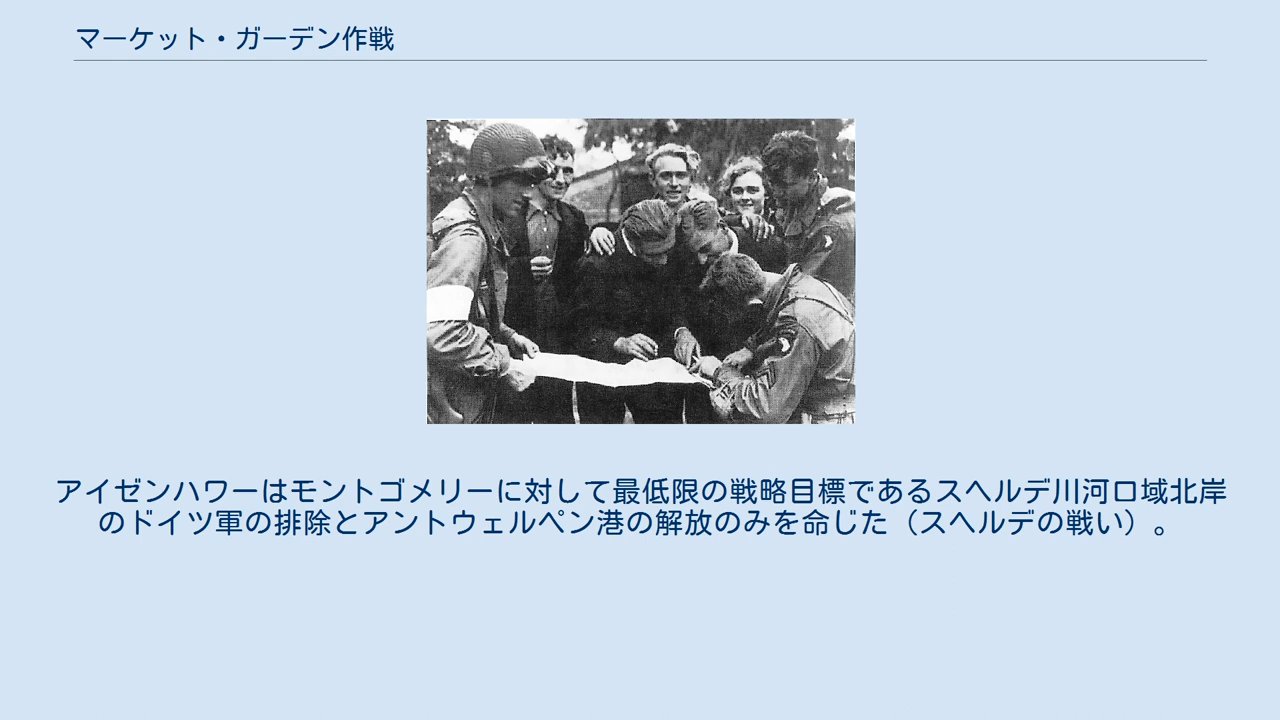 マーケット・ガーデン作戦
アイゼンハワーはモントゴメリーに対して最低限の戦略目標であるスヘルデ川河口域北岸
のドイツ軍の排除とアントウェルペン港の解放のみを命じた（スヘルデの戦い）。